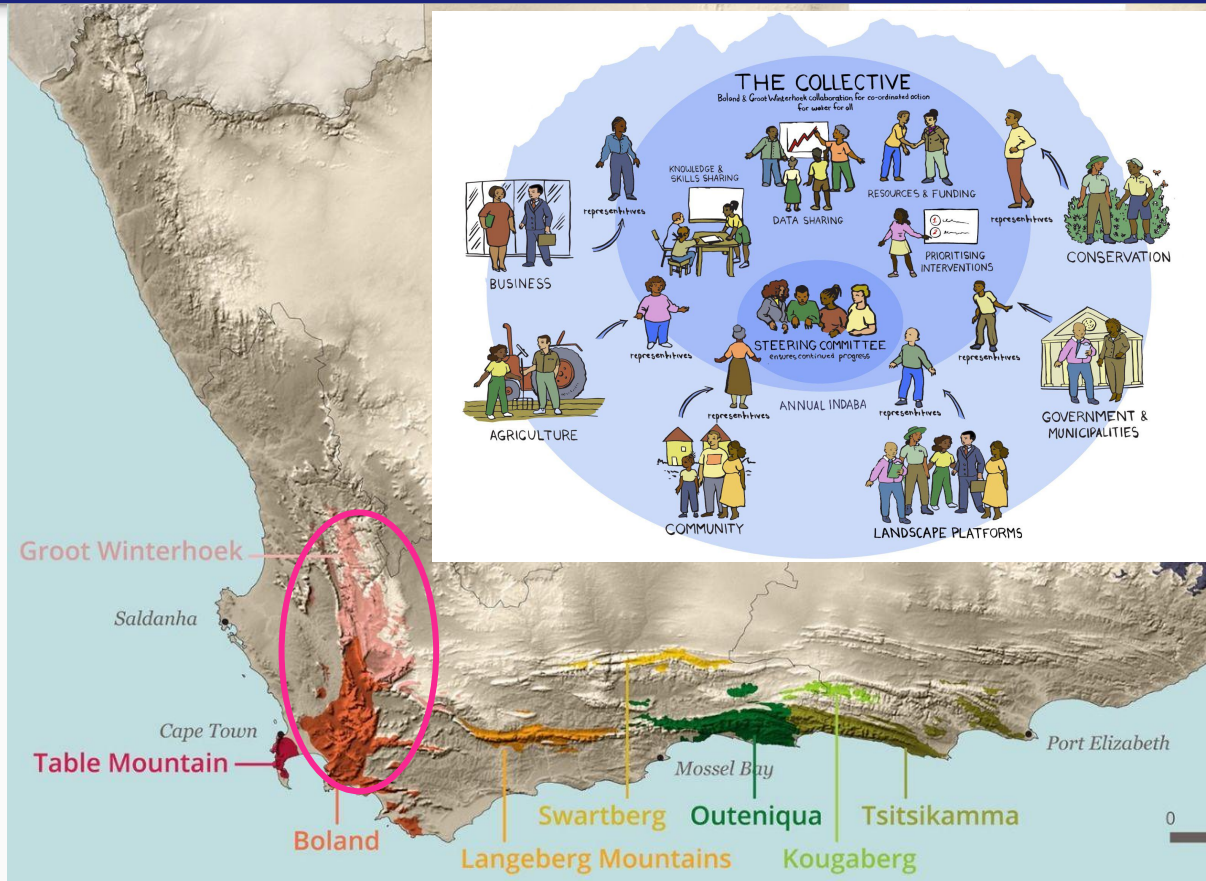 THE COLLECTIVE
Boland & Groot Winterhoek collaboration for co-ordinated action
for water for all
KNOWLEDGE &
SKILLS SHARING
DATA SHARING
RESOURCES & FUNDING
PRIORITISING
INTERVENTIONS
representitives
representitives
BUSINESS
CONSERVATION
STEERING COMMITTEE
ensures continued progress
representitives
representitives
ANNUAL INDABA
representitives
representitives
AGRICULTURE
GOVERNMENT &
MUNICIPALITIES
COMMUNITY
LANDSCAPE PLATFORMS
Groot Winterhoek
Saldanha
Cape Town
Table Mountain
Boland
Langeberg Mountains
Swartberg
Mossel Bay
Outeniqua
Kougaberg
Tsitsikamma
Port Elizabeth
0